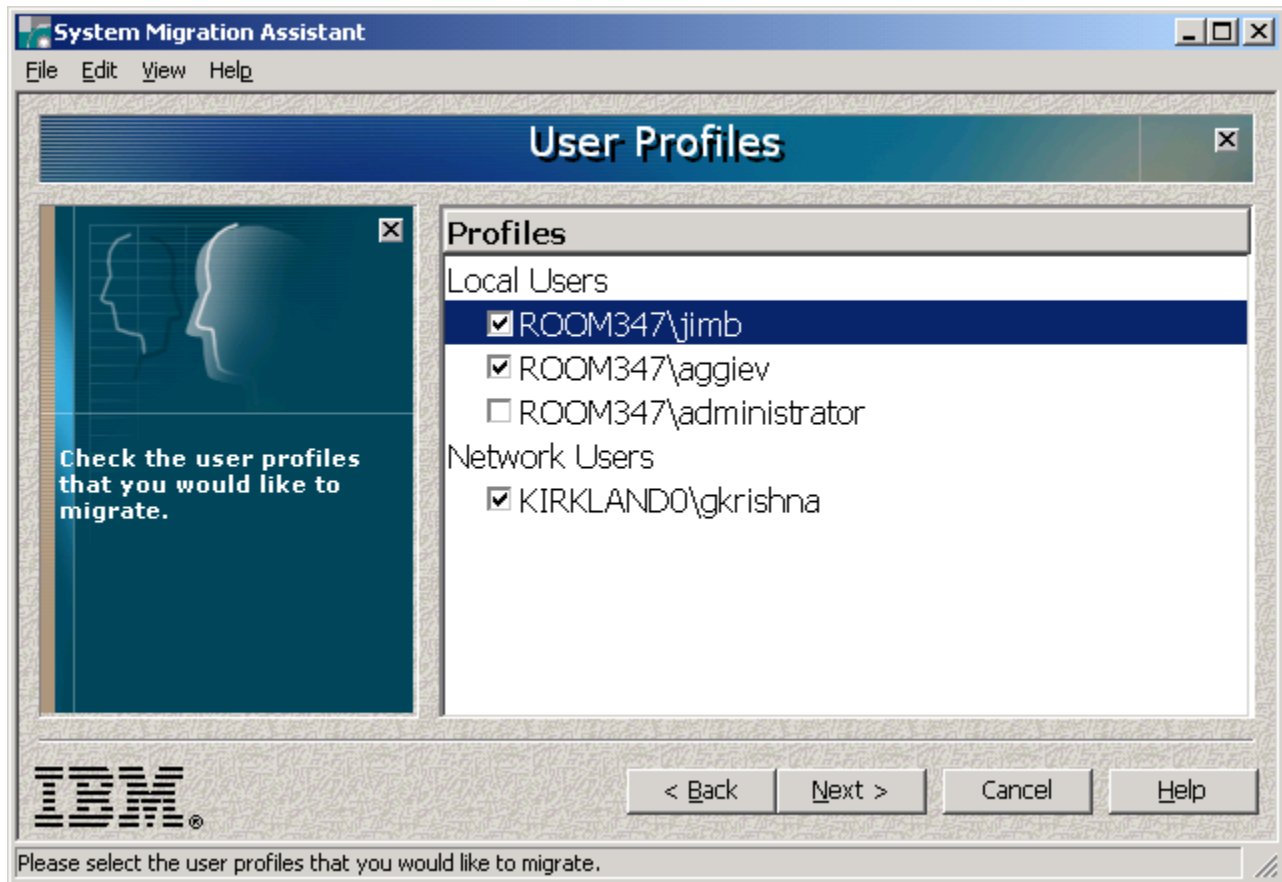 System Migration Assistant
File Edit View Help
User Profiles
Check the user profiles
that you would like to
migrate.
Profiles
Local Users
ROOM347\jimb
ROOM347\aggiev
ROOM347\administrator
Network Users
KIRKLAND0\gkrishna
IBM®
< Back Next > Cancel Help
Please select the user profiles that you would like to migrate.